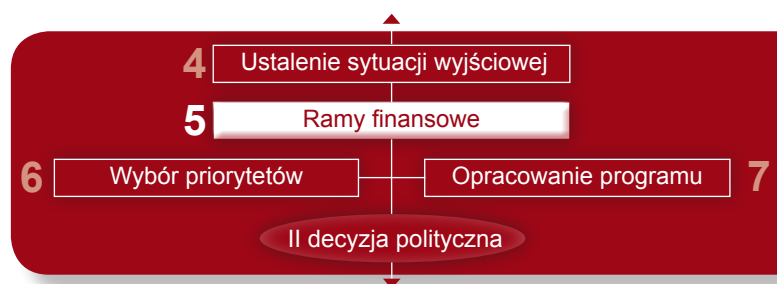 4 Ustalenie sytuacji wyjściowej
5 Ramy finansowe
6 Wybór priorytetów Opracowanie programu 7
II decyzja polityczna